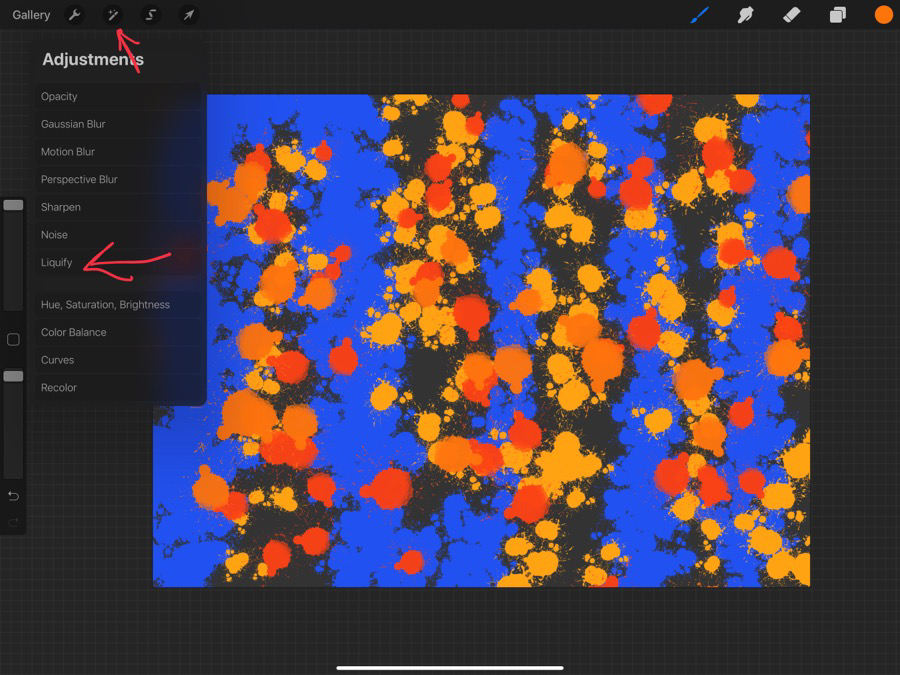 Gallery
Adjustments
Opacity
Gaussian Blur
Motion Blur
Perspective Blur
Sharpen
Noise
Liquify
Hue, Saturation, Brightness
Color Balance
Curves
Recolor